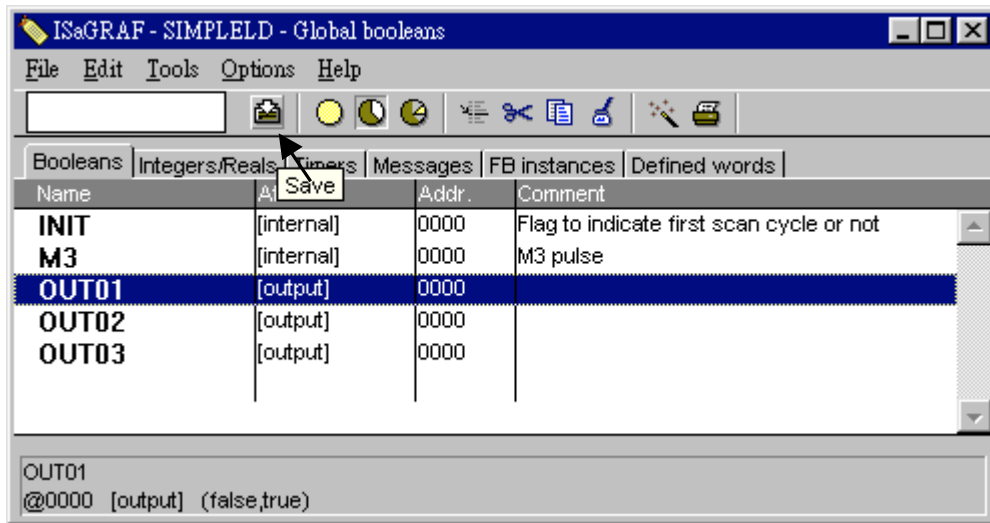 ISaGRAF - SIMPLELD - Global booleans
File Edit Tools Options Help
Booleans Integers/Reals Timers Messages FB instances Defined words
Save
Name Addr. Comment
INIT [internal] 0000 Flag to indicate first scan cycle or not
M3 [internal] 0000 M3 pulse
OUT01 [output] 0000
OUT02 [output] 0000
OUT03 [output] 0000
OUT01
@0000 [output] (false,true)